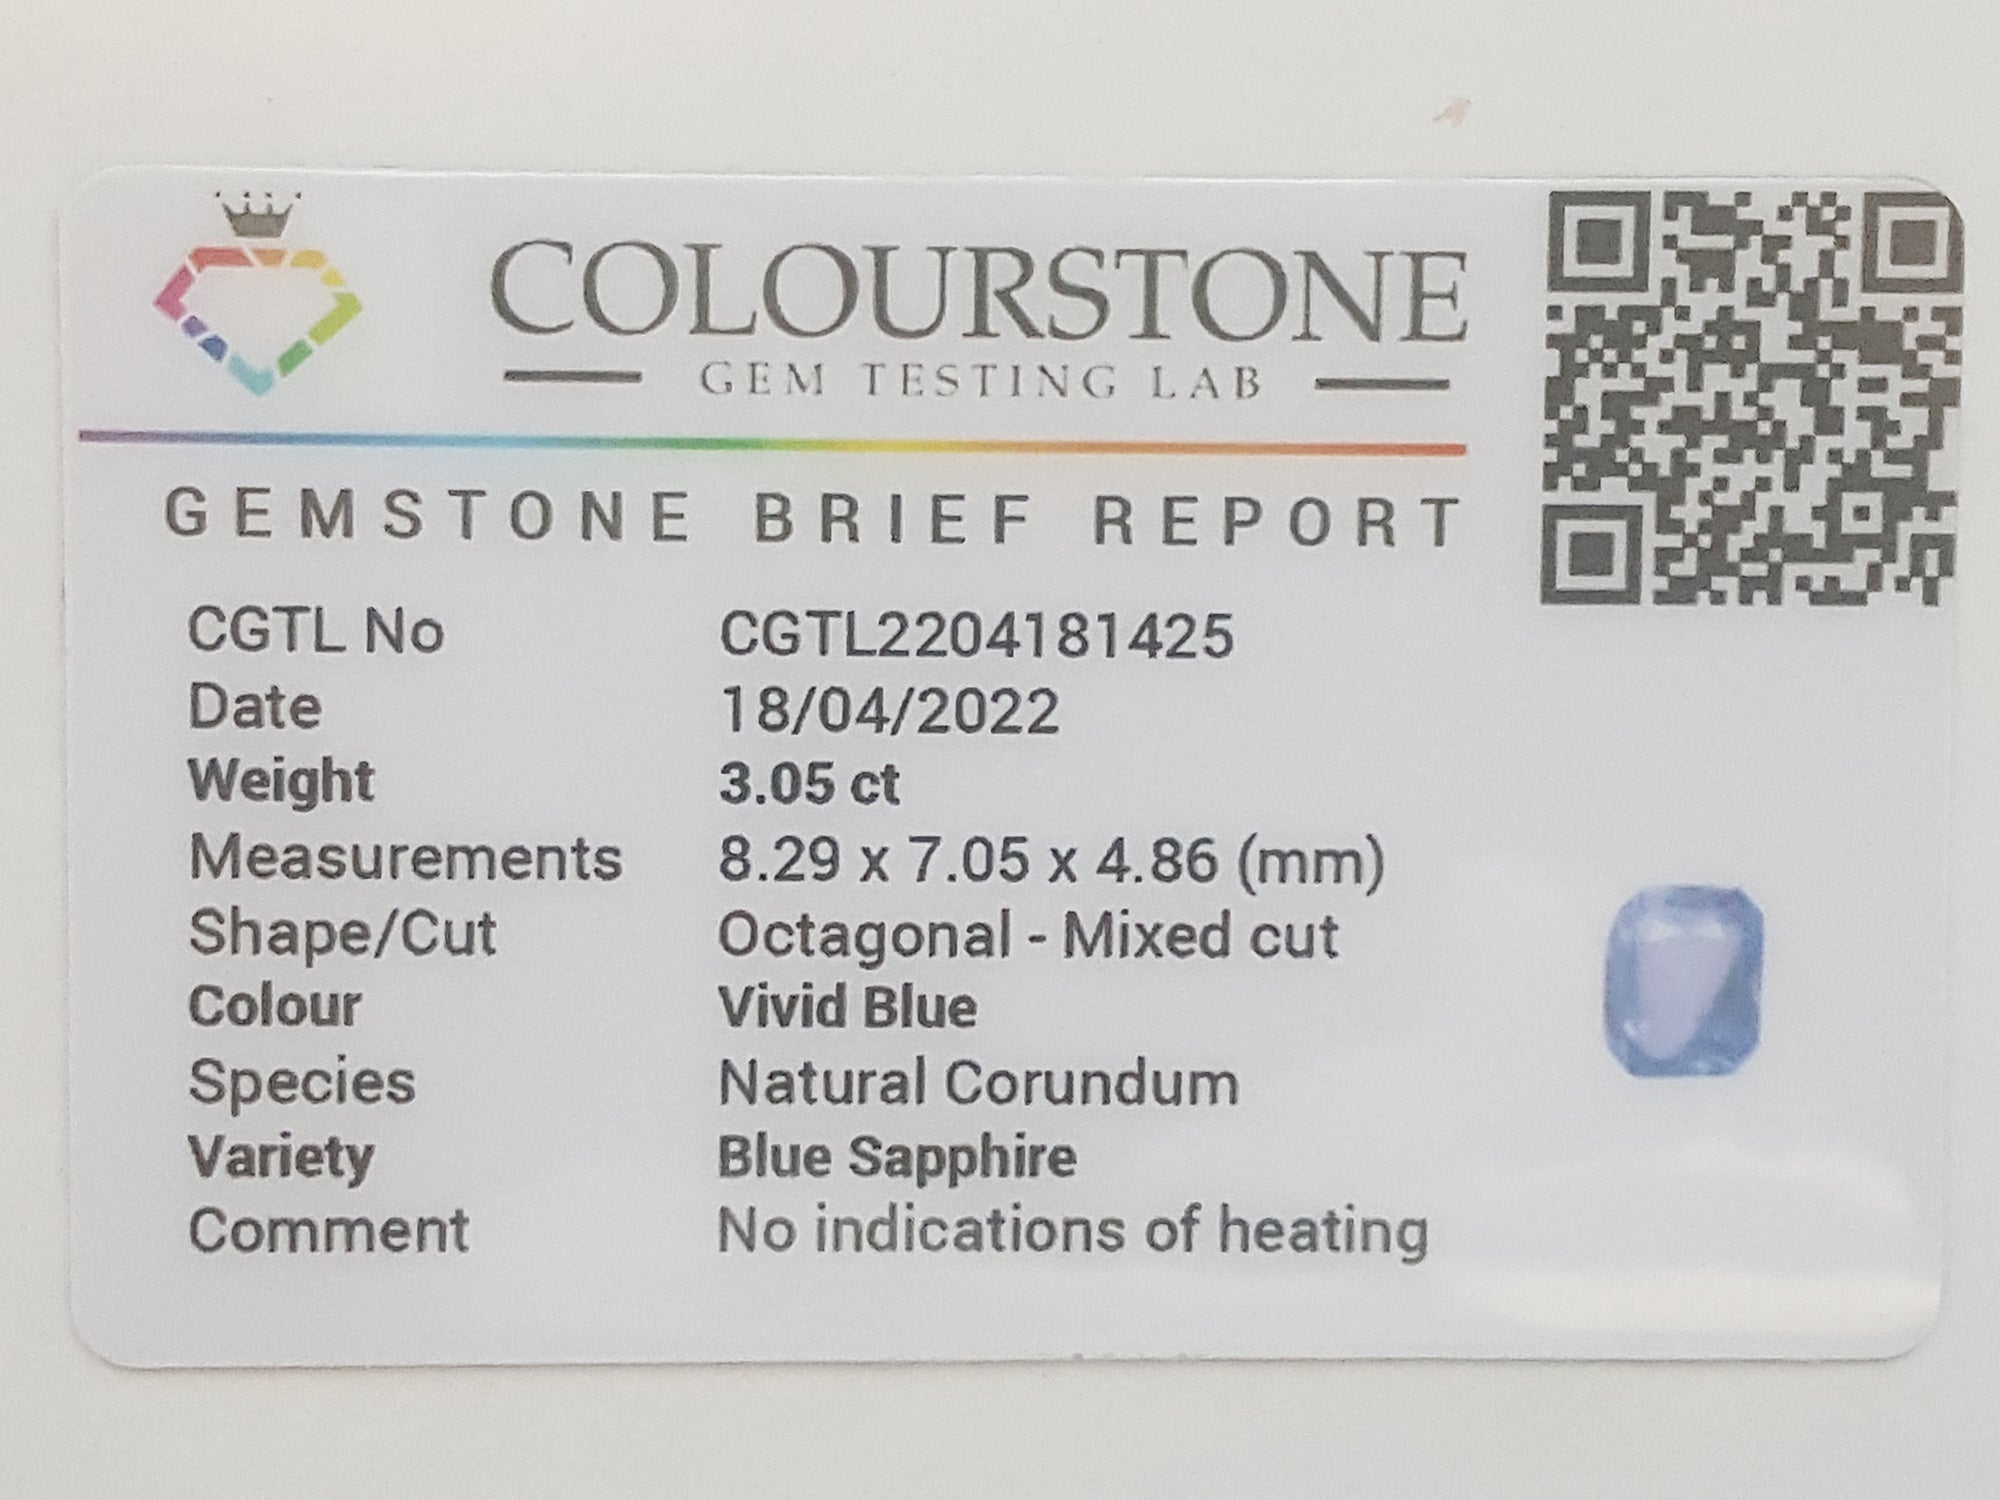 COLOURSTONE
GEM TESTING LAB
GEMSTONE BRIEF REPORT
CGTL No CGTL2204181425
Date 18/04/2022
Weight 3.05 ct
Measurements 8.29 x 7.05 x 4.86 (mm)
Shape/Cut Octagonal - Mixed cut
Colour Vivid Blue
Species Natural Corundum
Variety Blue Sapphire
Comment No indications of heating